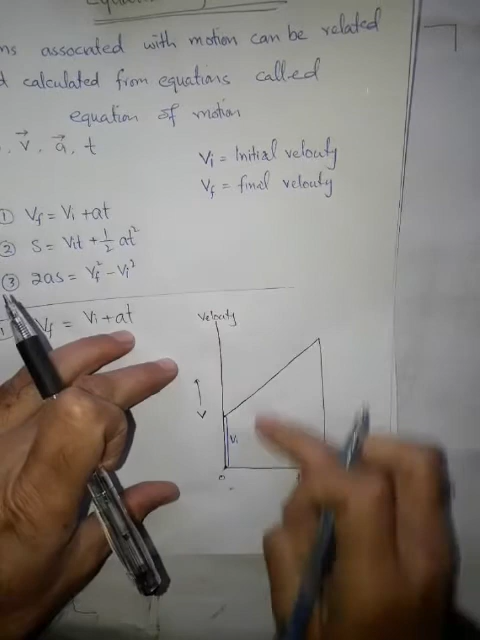 ns associated with motion can be related
d calculated from equations called
equation of motion
v⃗, a⃗, t
Vi = Initial velocity
Vf = final velocity
① Vf = Vi + at
② S = Vit + ½ at²
③ 2as = Vf² - Vi²
Vf = Vi + at
Velocity
Vi
0